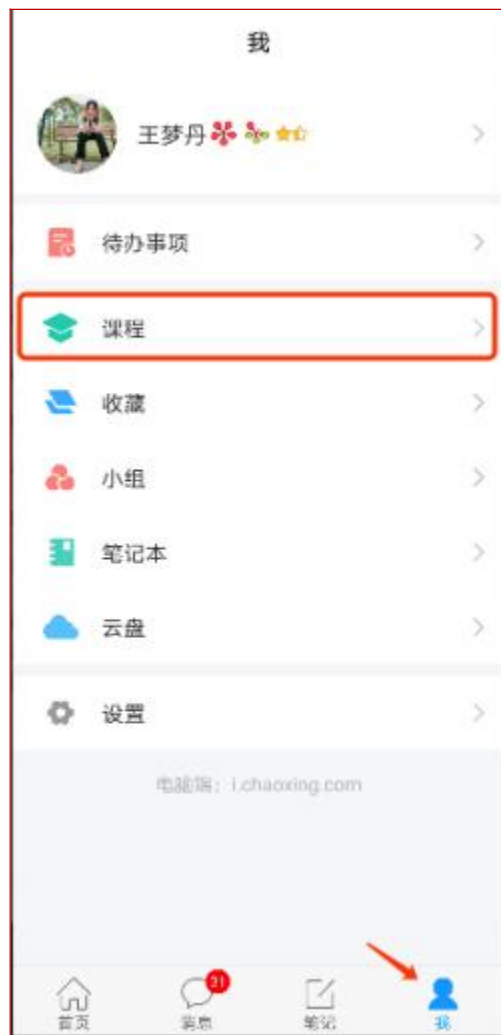 我
王梦丹
待办事项
课程
收藏
小组
笔记本
云盘
设置
电脑端：i.chaoxing.com
31
首页
消息
笔记
我